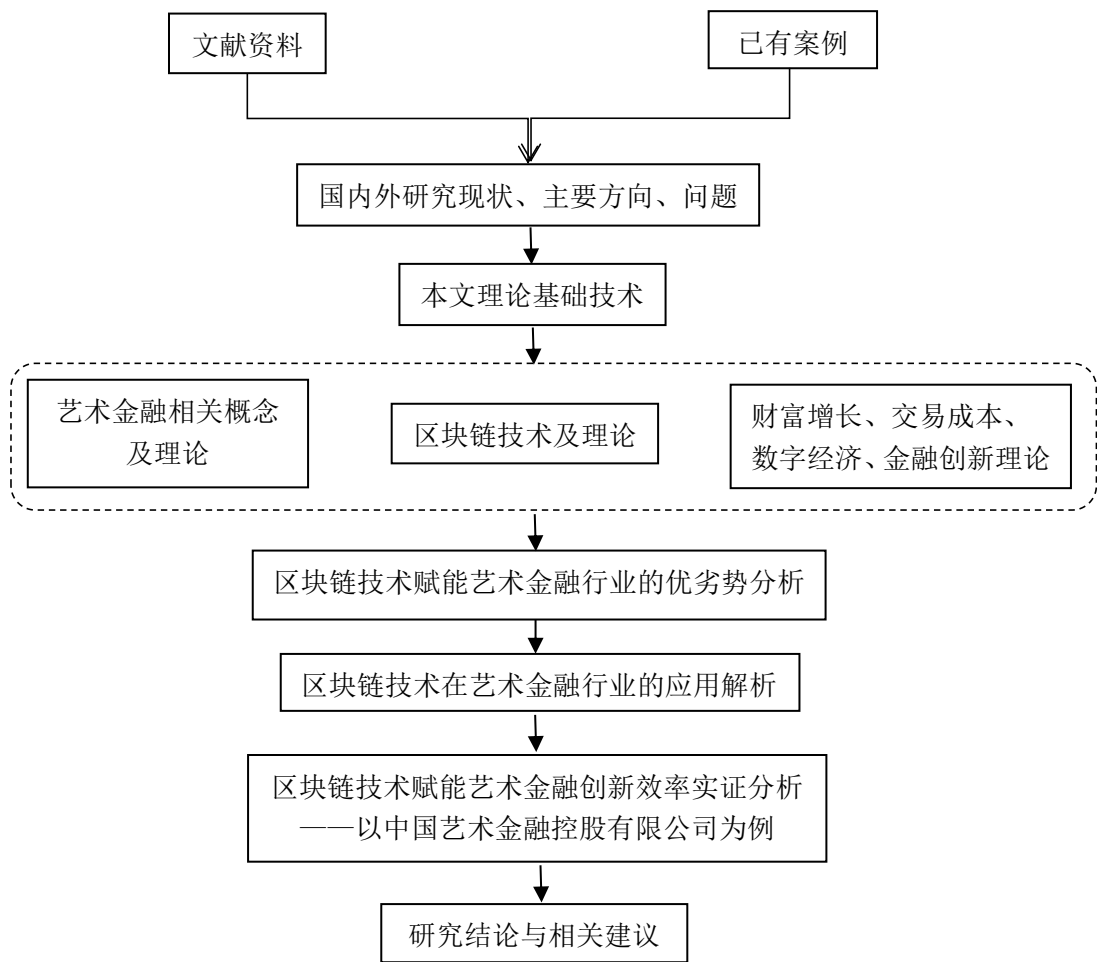 文献资料
已有案例
国内外研究现状、主要方向、问题
本文理论基础技术
艺术金融相关概念
及理论
区块链技术及理论
财富增长、交易成本、
数字经济、金融创新理论
区块链技术赋能艺术金融行业的优劣势分析
区块链技术在艺术金融行业的应用解析
区块链技术赋能艺术金融创新效率实证分析
——以中国艺术金融控股有限公司为例
研究结论与相关建议